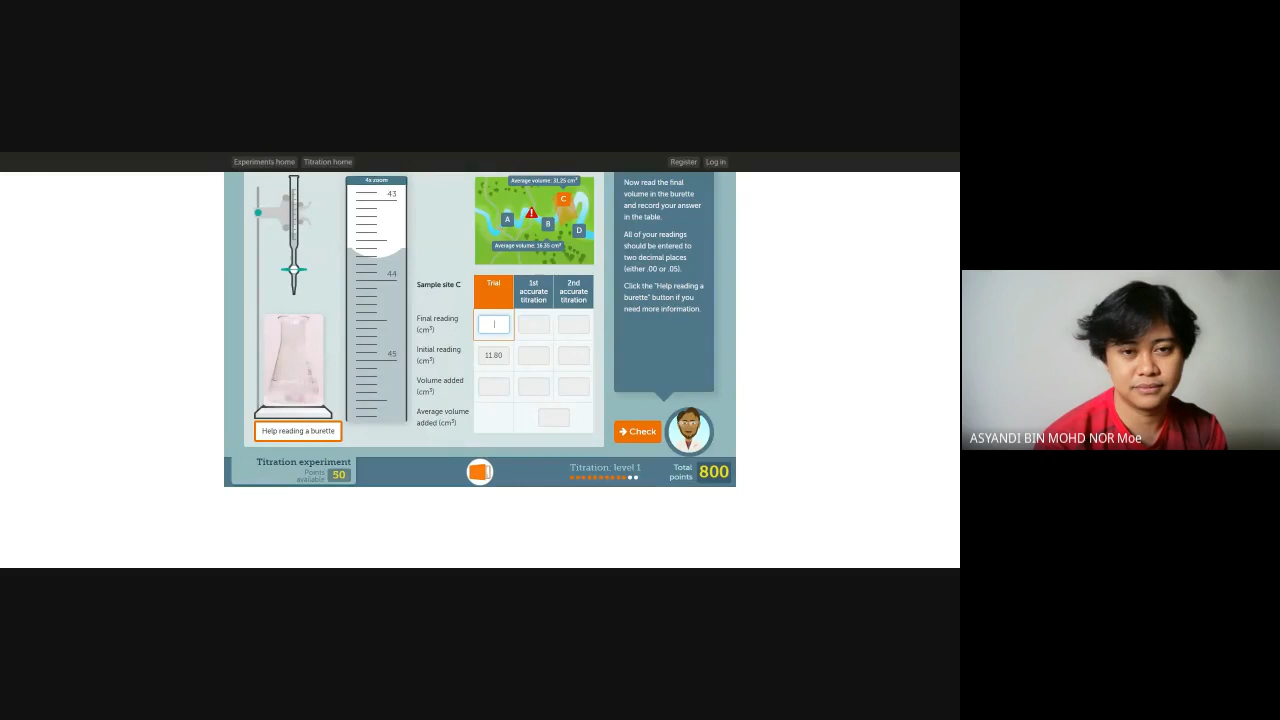 Experiments home
Titration home
Register
Log in
4x zoom
43
44
45
Average volume: 31.25 cm³
A
B
C
D
Average volume: 16.35 cm³
Now read the final
volume in the burette
and record your answer
in the table.
All of your readings
should be entered to
two decimal places
(either .00 or .05).
Click the "Help reading a
burette" button if you
need more information.
Sample site C
Trial
1st
accurate
titration
2nd
accurate
titration
Final reading
(cm³)
Initial reading
(cm³)
11.80
Volume added
(cm³)
Average volume
added (cm³)
Help reading a burette
Check
Titration experiment
Points
available
50
Titration: level 1
Total
points
800
ASYANDI BIN MOHD NOR Moe